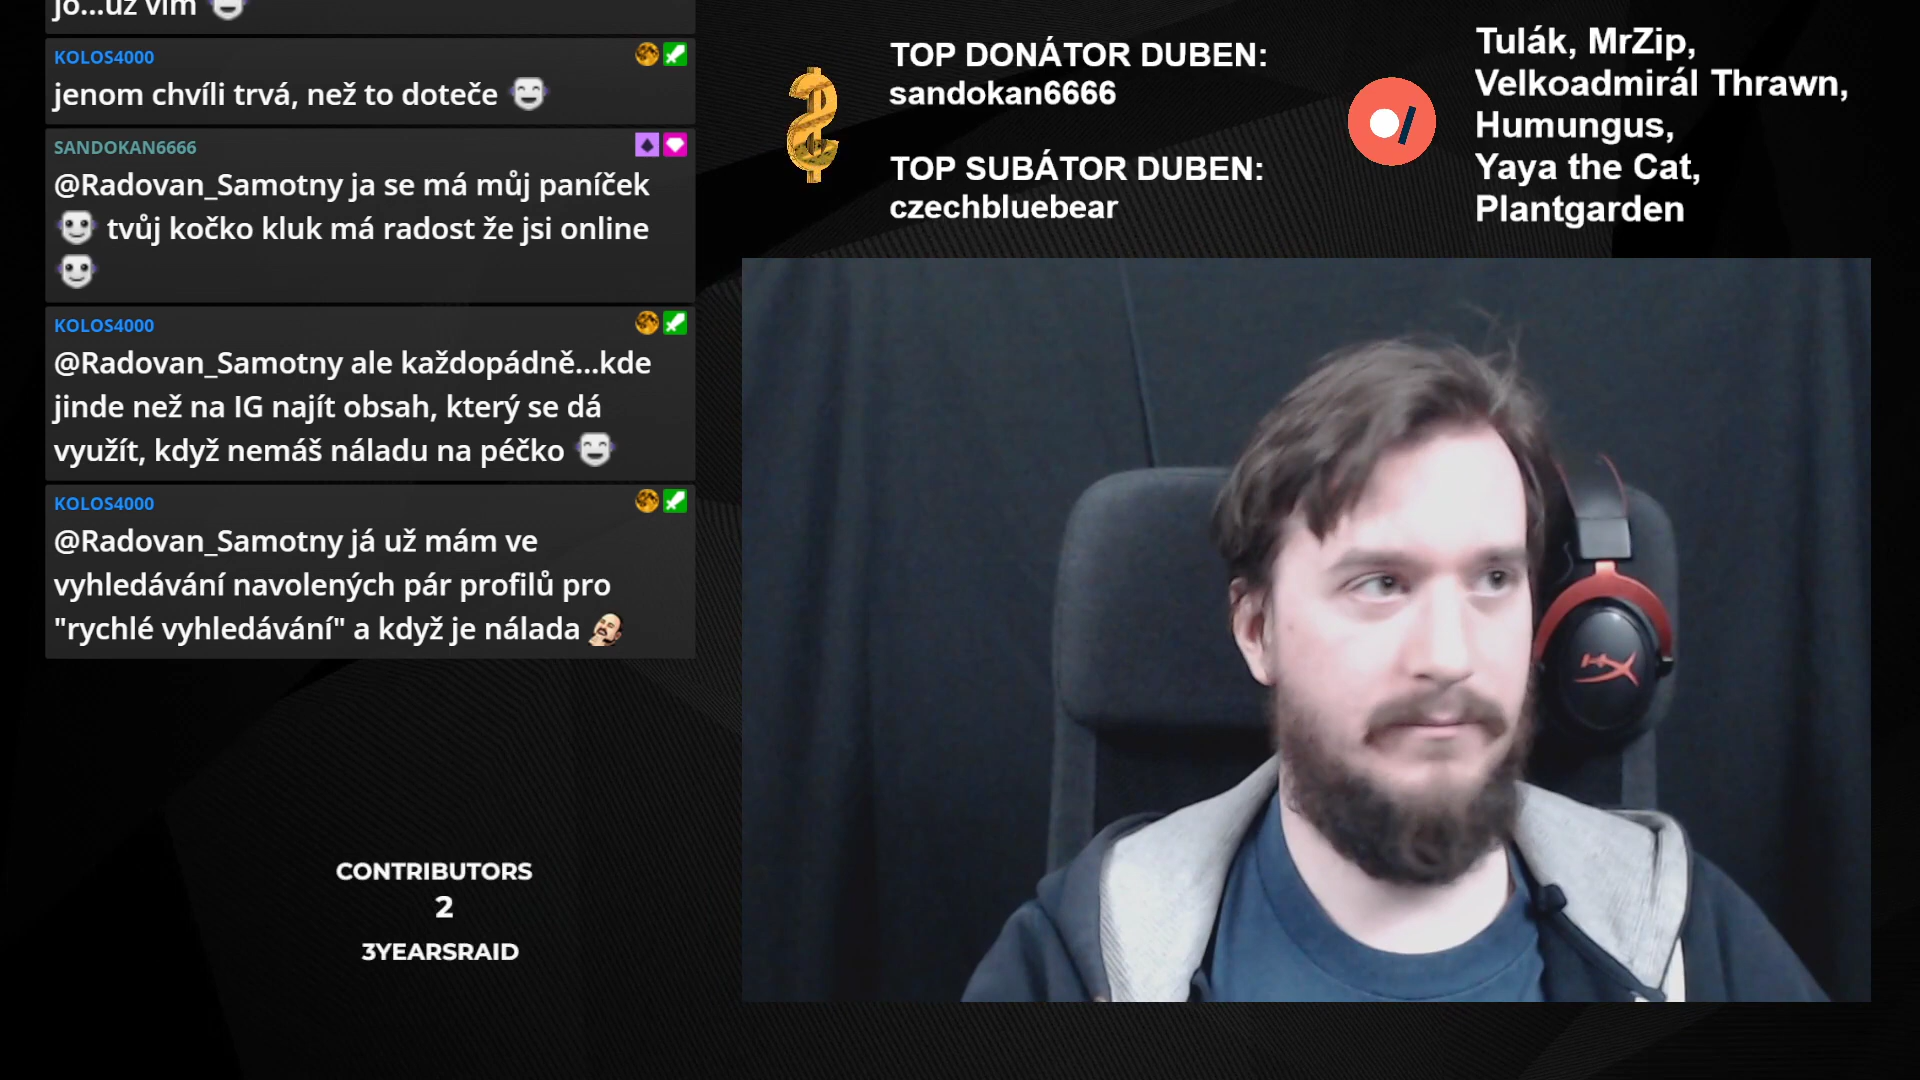 jo...už vím
KOLOS4000
jenom chvíli trvá, než to doteče
SANDOKAN6666
@Radovan_Samotny ja se má můj paníček
tvůj kočko kluk má radost že jsi online
KOLOS4000
@Radovan_Samotny ale každopádně...kde
jinde než na IG najít obsah, který se dá
využít, když nemáš náladu na péčko
KOLOS4000
@Radovan_Samotny já už mám ve
vyhledávání navolených pár profilů pro
"rychlé vyhledávání" a když je nálada
CONTRIBUTORS
2
3YEARSRAID
TOP DONÁTOR DUBEN:
sandokan6666
TOP SUBÁTOR DUBEN:
czechbluebear
Tulák, MrZip,
Velkoadmirál Thrawn,
Humungus,
Yaya the Cat,
Plantgarden